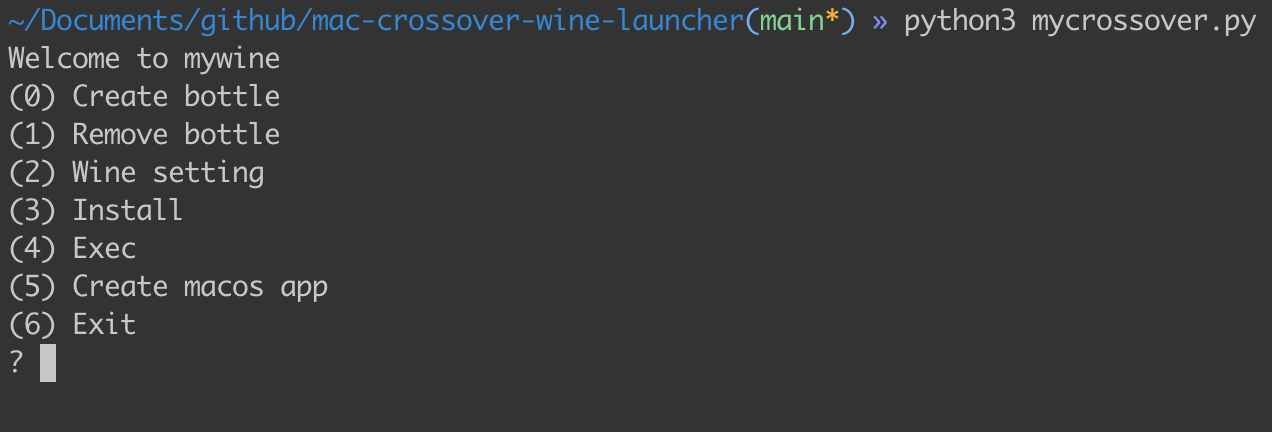 ~/Documents/github/mac-crossover-wine-launcher(main*) » python3 mycrossover.py
Welcome to mywine
(0) Create bottle
(1) Remove bottle
(2) Wine setting
(3) Install
(4) Exec
(5) Create macos app
(6) Exit
?